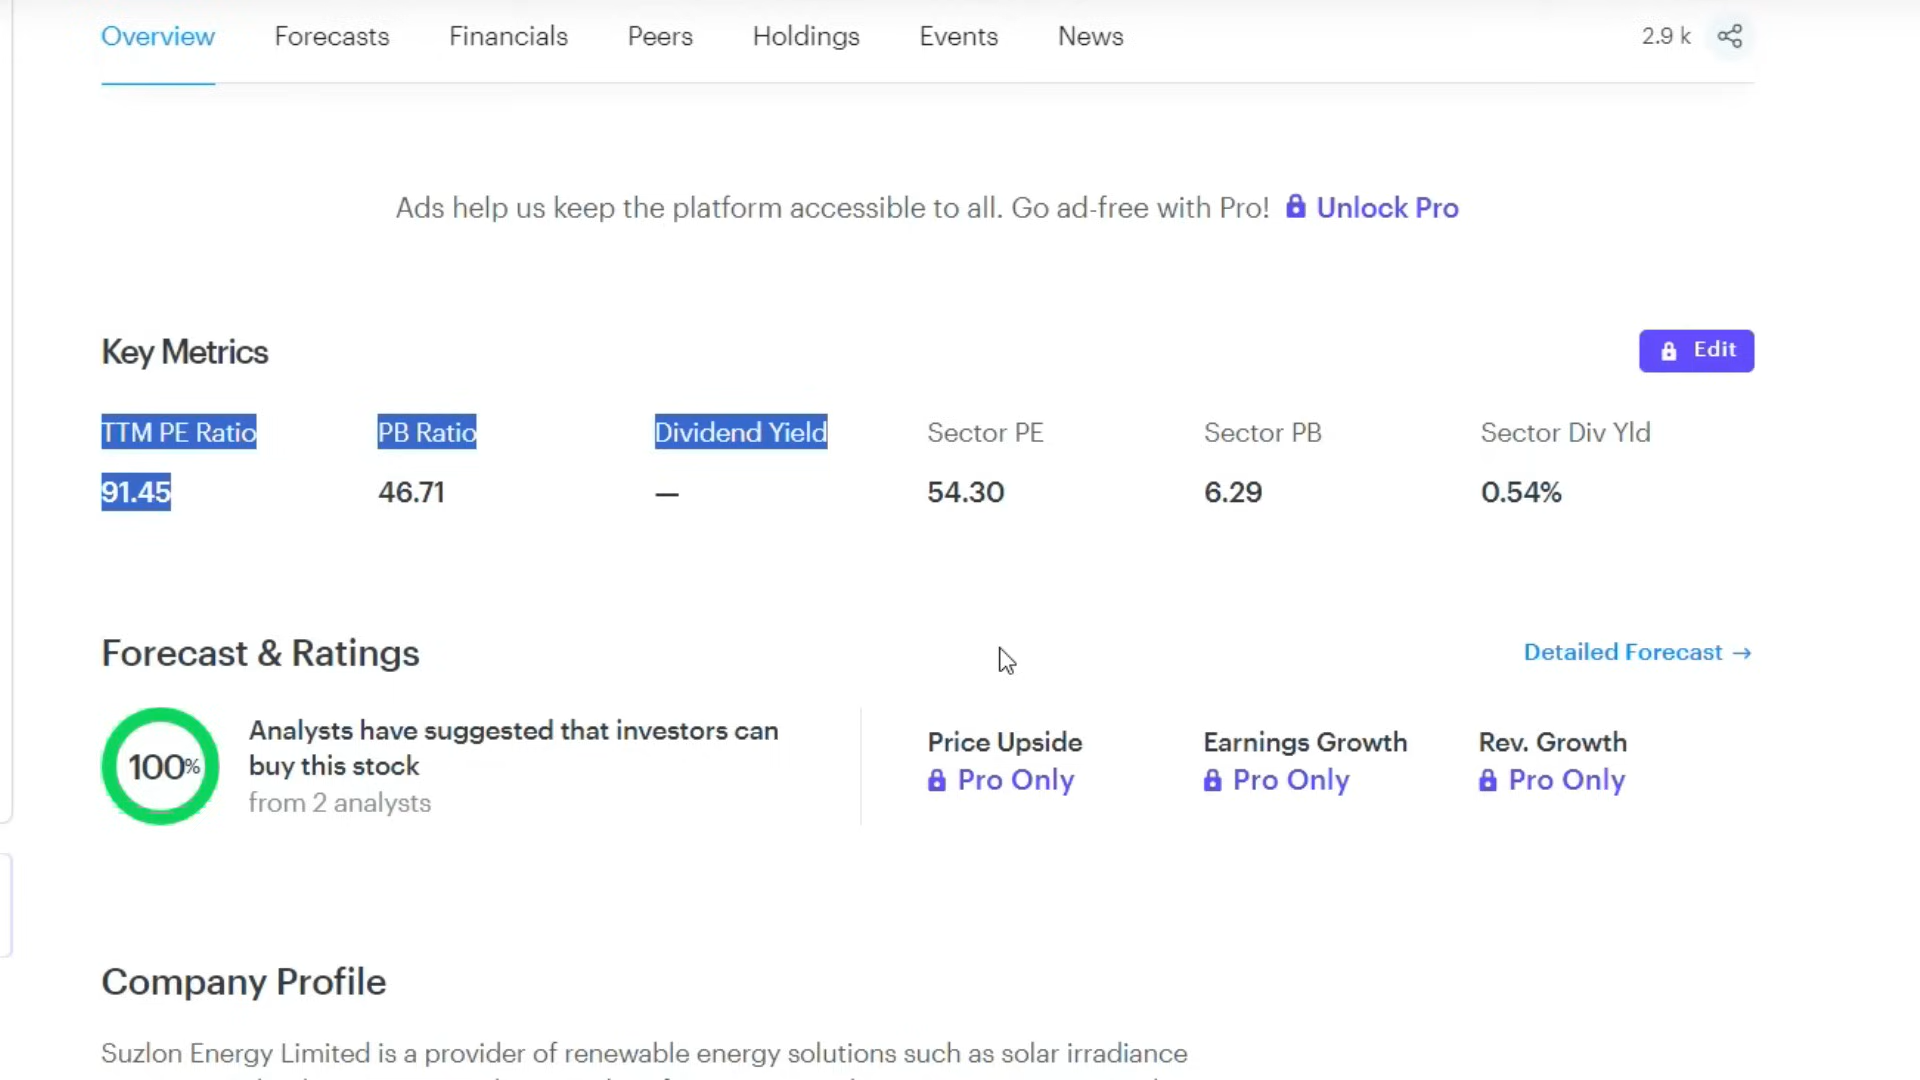 Overview Forecasts Financials Peers Holdings Events News 2.9 k
Ads help us keep the platform accessible to all. Go ad-free with Pro! Unlock Pro
Key Metrics Edit
TTM PE Ratio PB Ratio Dividend Yield Sector PE Sector PB Sector Div Yld
91.45 46.71 — 54.30 6.29 0.54%
Forecast & Ratings Detailed Forecast →
100%
Analysts have suggested that investors can
buy this stock
from 2 analysts
Price Upside Earnings Growth Rev. Growth
Pro Only Pro Only Pro Only
Company Profile
Suzlon Energy Limited is a provider of renewable energy solutions such as solar irradiance